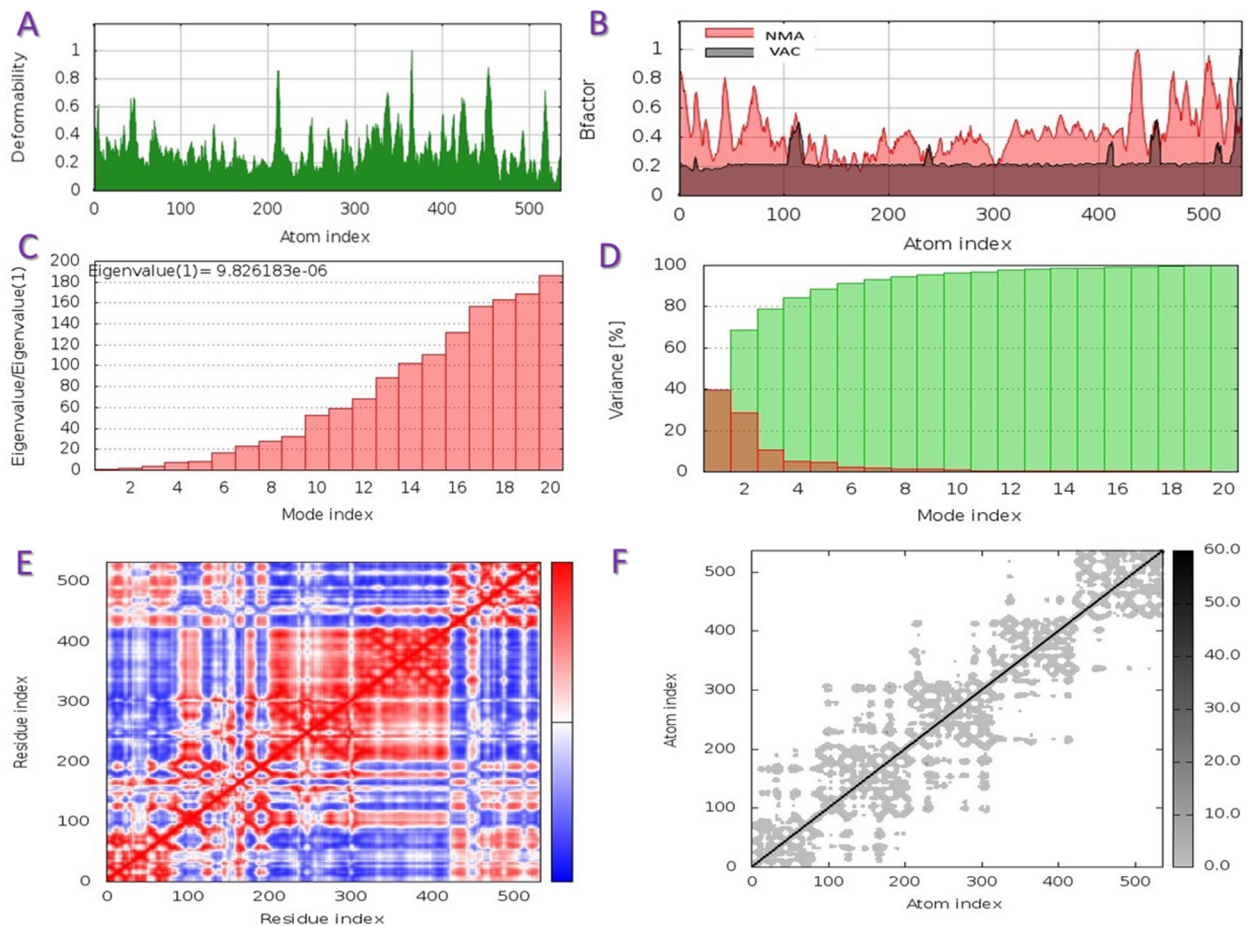 A
Deformability
1
0.8
0.6
0.4
0.2
0
0 100 200 300 400 500
Atom index
B
NMA
VAC
Bfactor
1
0.8
0.6
0.4
0.2
0
0 100 200 300 400 500
Atom index
C
Eigenvalue(1)= 9.826183e-06
Eigenvalue/Eigenvalue(1)
200
180
160
140
120
100
80
60
40
20
0
2 4 6 8 10 12 14 16 18 20
Mode index
D
Variance [%]
100
80
60
40
20
0
2 4 6 8 10 12 14 16 18 20
Mode index
E
Residue index
500
400
300
200
100
0
0 100 200 300 400 500
Residue index
F
Atom index
500
400
300
200
100
0
0 100 200 300 400 500
Atom index
60.0
50.0
40.0
30.0
20.0
10.0
0.0